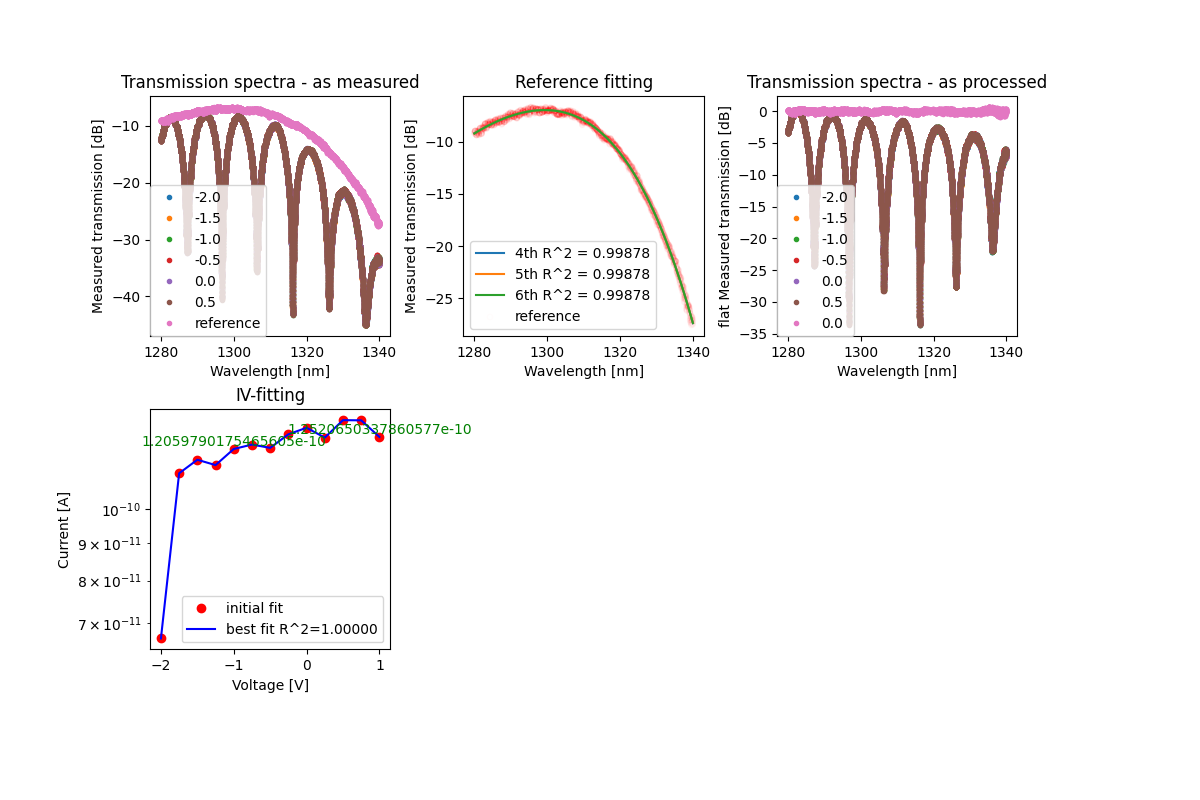 Transmission spectra - as measured
Measured transmission [dB]
−10
−20
−30
−40
-2.0
-1.5
-1.0
-0.5
0.0
0.5
reference
1280
1300
1320
1340
Wavelength [nm]
Reference fitting
Measured transmission [dB]
−10
−15
−20
−25
4th R^2 = 0.99878
5th R^2 = 0.99878
6th R^2 = 0.99878
reference
1280
1300
1320
1340
Wavelength [nm]
Transmission spectra - as processed
flat Measured transmission [dB]
0
−5
−10
−15
−20
−25
−30
−35
-2.0
-1.5
-1.0
-0.5
0.0
0.5
0.0
1280
1300
1320
1340
Wavelength [nm]
IV-fitting
Current [A]
1.2520650337860577e-10
1.2059790175465605e-10
10⁻¹⁰
9 × 10⁻¹¹
8 × 10⁻¹¹
7 × 10⁻¹¹
initial fit
best fit R^2=1.00000
−2
−1
0
1
Voltage [V]